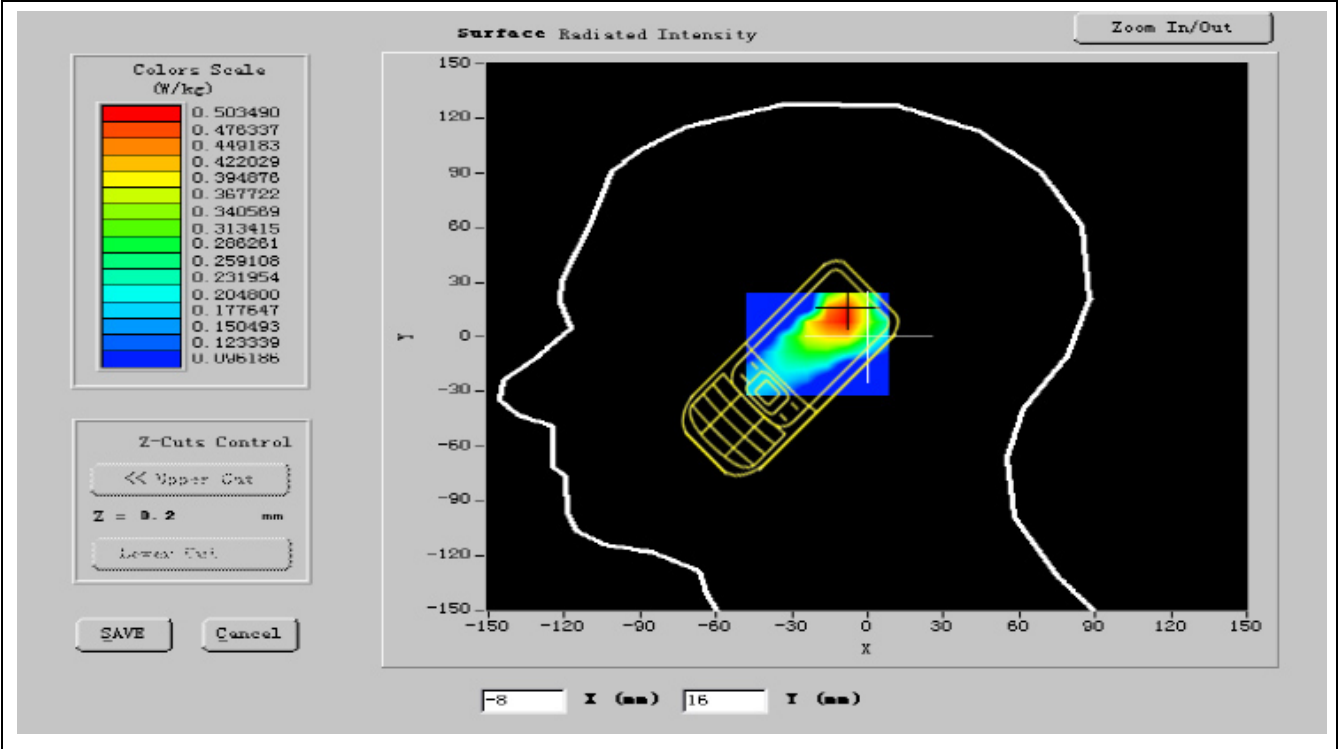 Surface Radiated Intensity
Zoom In/Out
Colors Scale
(W/kg)
0.503490
0.476337
0.449183
0.422029
0.394876
0.367722
0.340569
0.313415
0.286261
0.259108
0.231954
0.204800
0.177647
0.150493
0.123339
0.096186
Z-Cuts Control
<< Upper Cut
Z = 0.2 mm
Lower Cut
SAVE
Cancel
150
120
90
60
30
0
-30
-60
-90
-120
-150
Y
-150 -120 -90 -60 -30 0 30 60 90 120 150
X
-8 X (mm) 16 Y (mm)